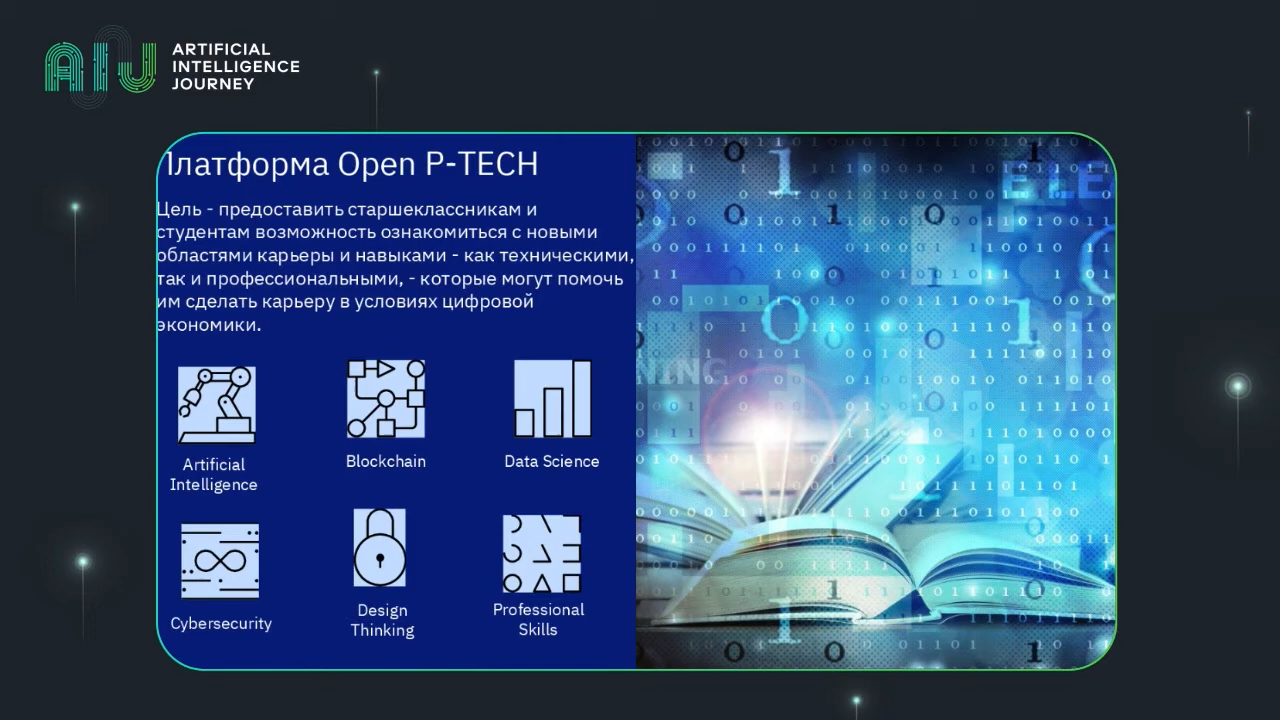 ARTIFICIAL
INTELLIGENCE
JOURNEY
Платформа Open P-TECH
Цель - предоставить старшеклассникам и
студентам возможность ознакомиться с новыми
областями карьеры и навыками - как техническими,
так и профессиональными, - которые могут помочь
им сделать карьеру в условиях цифровой
экономики.
Artificial
Intelligence
Blockchain
Data Science
Cybersecurity
Design
Thinking
Professional
Skills